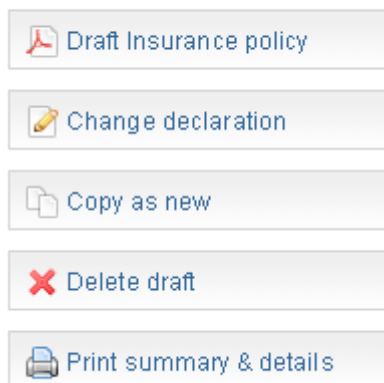 Draft Insurance policy
Change declaration
Copy as new
Delete draft
Print summary & details